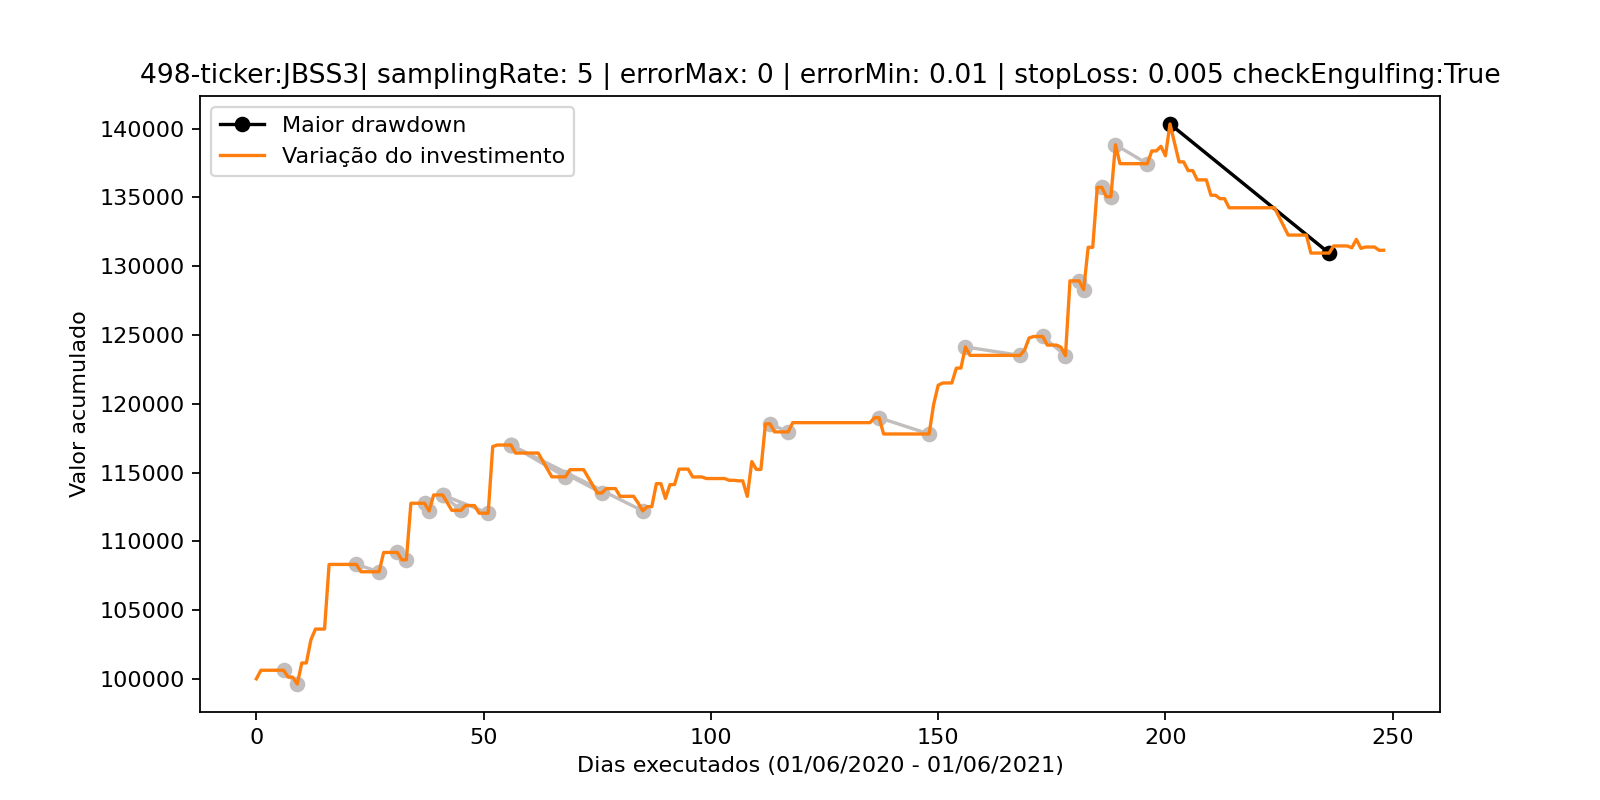 498-ticker:JBSS3| samplingRate: 5 | errorMax: 0 | errorMin: 0.01 | stopLoss: 0.005 checkEngulfing:True
Maior drawdown
Variação do investimento
Valor acumulado
140000
135000
130000
125000
120000
115000
110000
105000
100000
0 50 100 150 200 250
Dias executados (01/06/2020 - 01/06/2021)